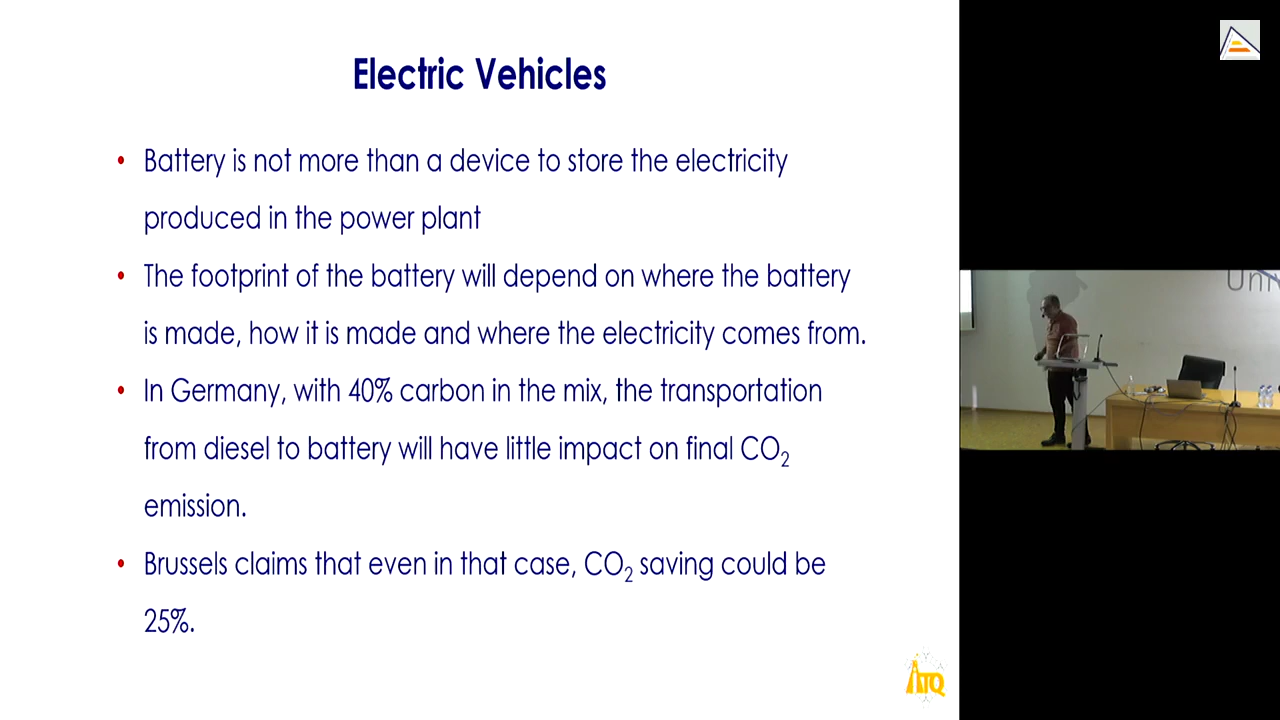 Electric Vehicles
• Battery is not more than a device to store the electricity
produced in the power plant
• The footprint of the battery will depend on where the battery
is made, how it is made and where the electricity comes from.
• In Germany, with 40% carbon in the mix, the transportation
from diesel to battery will have little impact on final CO₂
emission.
• Brussels claims that even in that case, CO₂ saving could be
25%.
ITQ
Uni